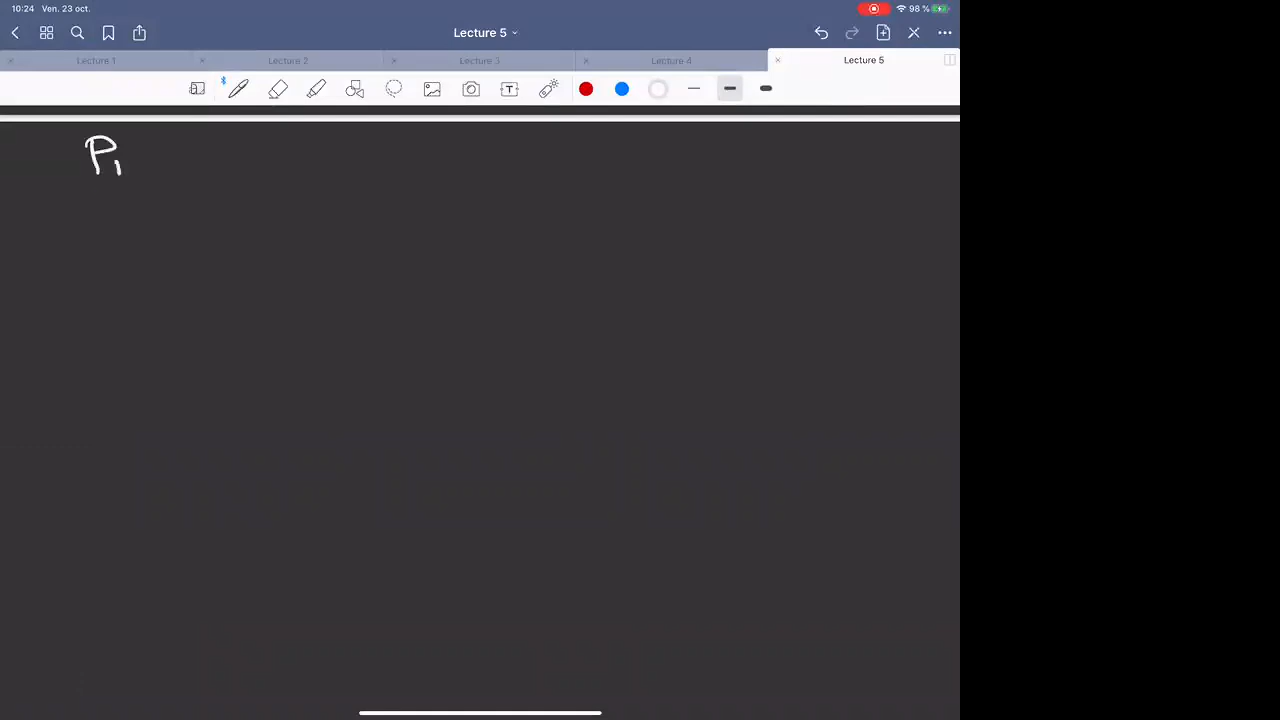 10:24 Ven. 23 oct. 98 %
Lecture 5
Lecture 1 Lecture 2 Lecture 3 Lecture 4 Lecture 5
T
P₁